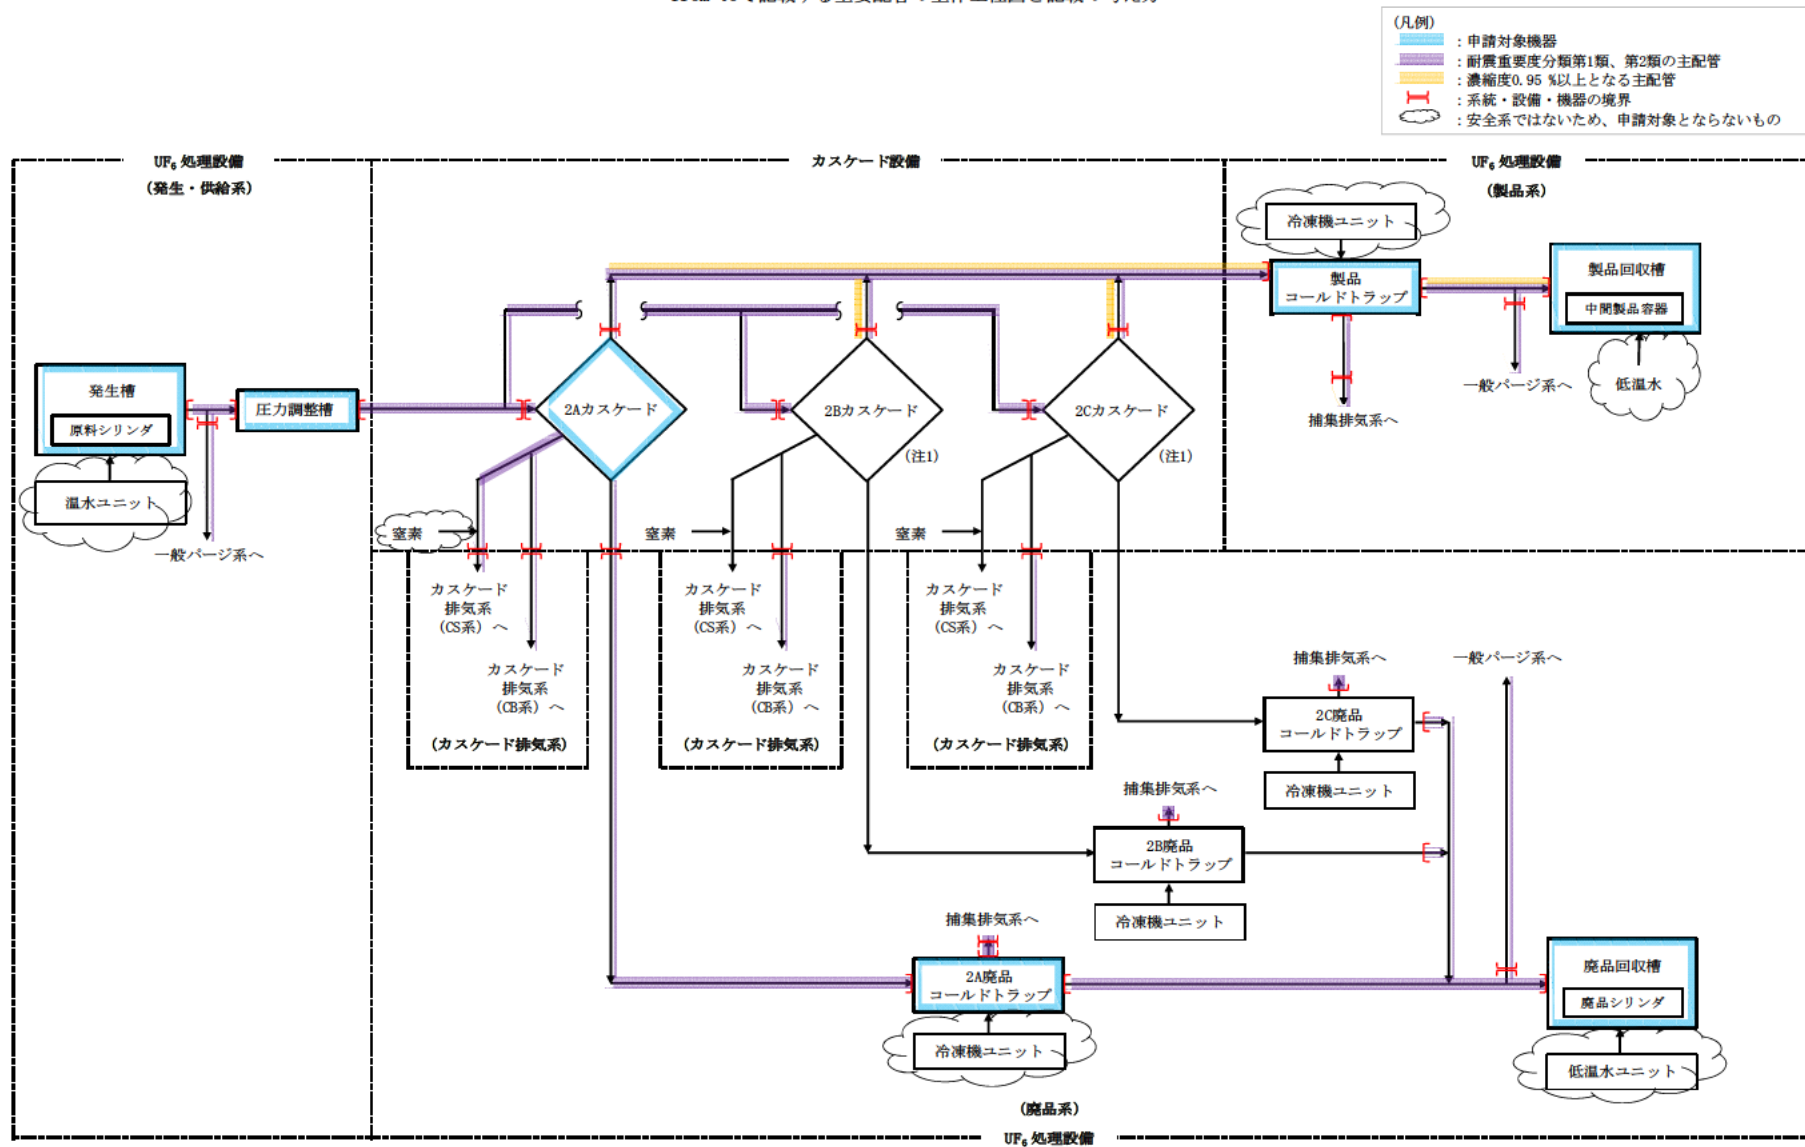 (凡例)
：申請対象機器
：耐震重要度分類第1類、第2類の主配管
：濃縮度0.95 %以上となる主配管
：系統・設備・機器の境界
：安全系ではないため、申請対象とならないもの
UF₆ 処理設備
(発生・供給系)
カスケード設備
UF₆ 処理設備
(製品系)
冷凍機ユニット
製品
コールドトラップ
製品回収槽
中間製品容器
低温水
一般パージ系へ
捕集排気系へ
発生槽
原料シリンダ
温水ユニット
圧力調整槽
一般パージ系へ
2Aカスケード
2Bカスケード
(注1)
2Cカスケード
(注1)
窒素
窒素
窒素
カスケード
排気系
(CS系) へ
カスケード
排気系
(CB系) へ
(カスケード排気系)
カスケード
排気系
(CS系) へ
カスケード
排気系
(CB系) へ
(カスケード排気系)
カスケード
排気系
(CS系) へ
カスケード
排気系
(CB系) へ
(カスケード排気系)
捕集排気系へ
一般パージ系へ
2C廃品
コールドトラップ
冷凍機ユニット
捕集排気系へ
2B廃品
コールドトラップ
冷凍機ユニット
捕集排気系へ
2A廃品
コールドトラップ
冷凍機ユニット
廃品回収槽
廃品シリンダ
低温水ユニット
(廃品系)
UF₆ 処理設備